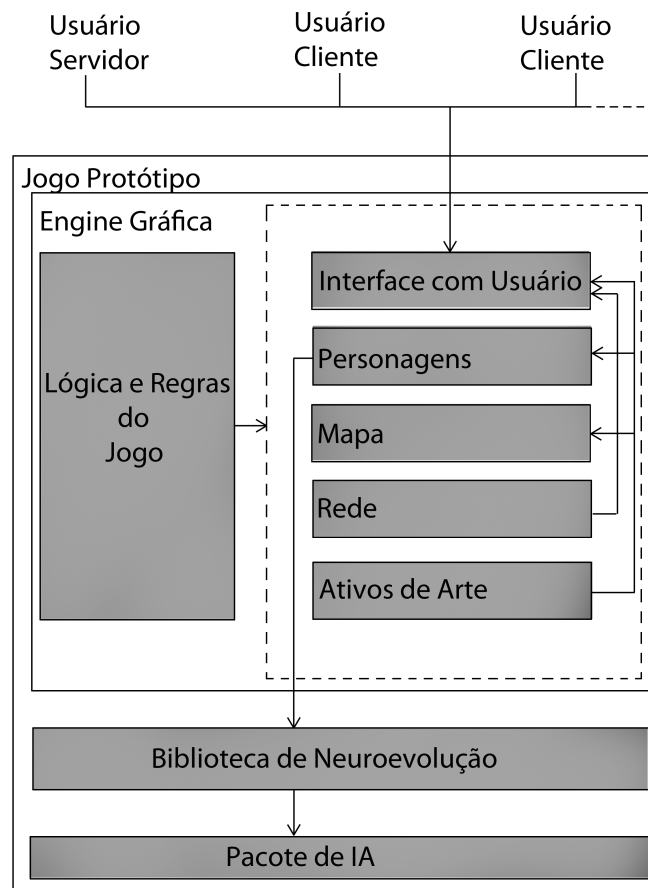 Usuário
Servidor
Usuário
Cliente
Usuário
Cliente
Jogo Protótipo
Engine Gráfica
Lógica e Regras
do
Jogo
Interface com Usuário
Personagens
Mapa
Rede
Ativos de Arte
Biblioteca de Neuroevolução
Pacote de IA